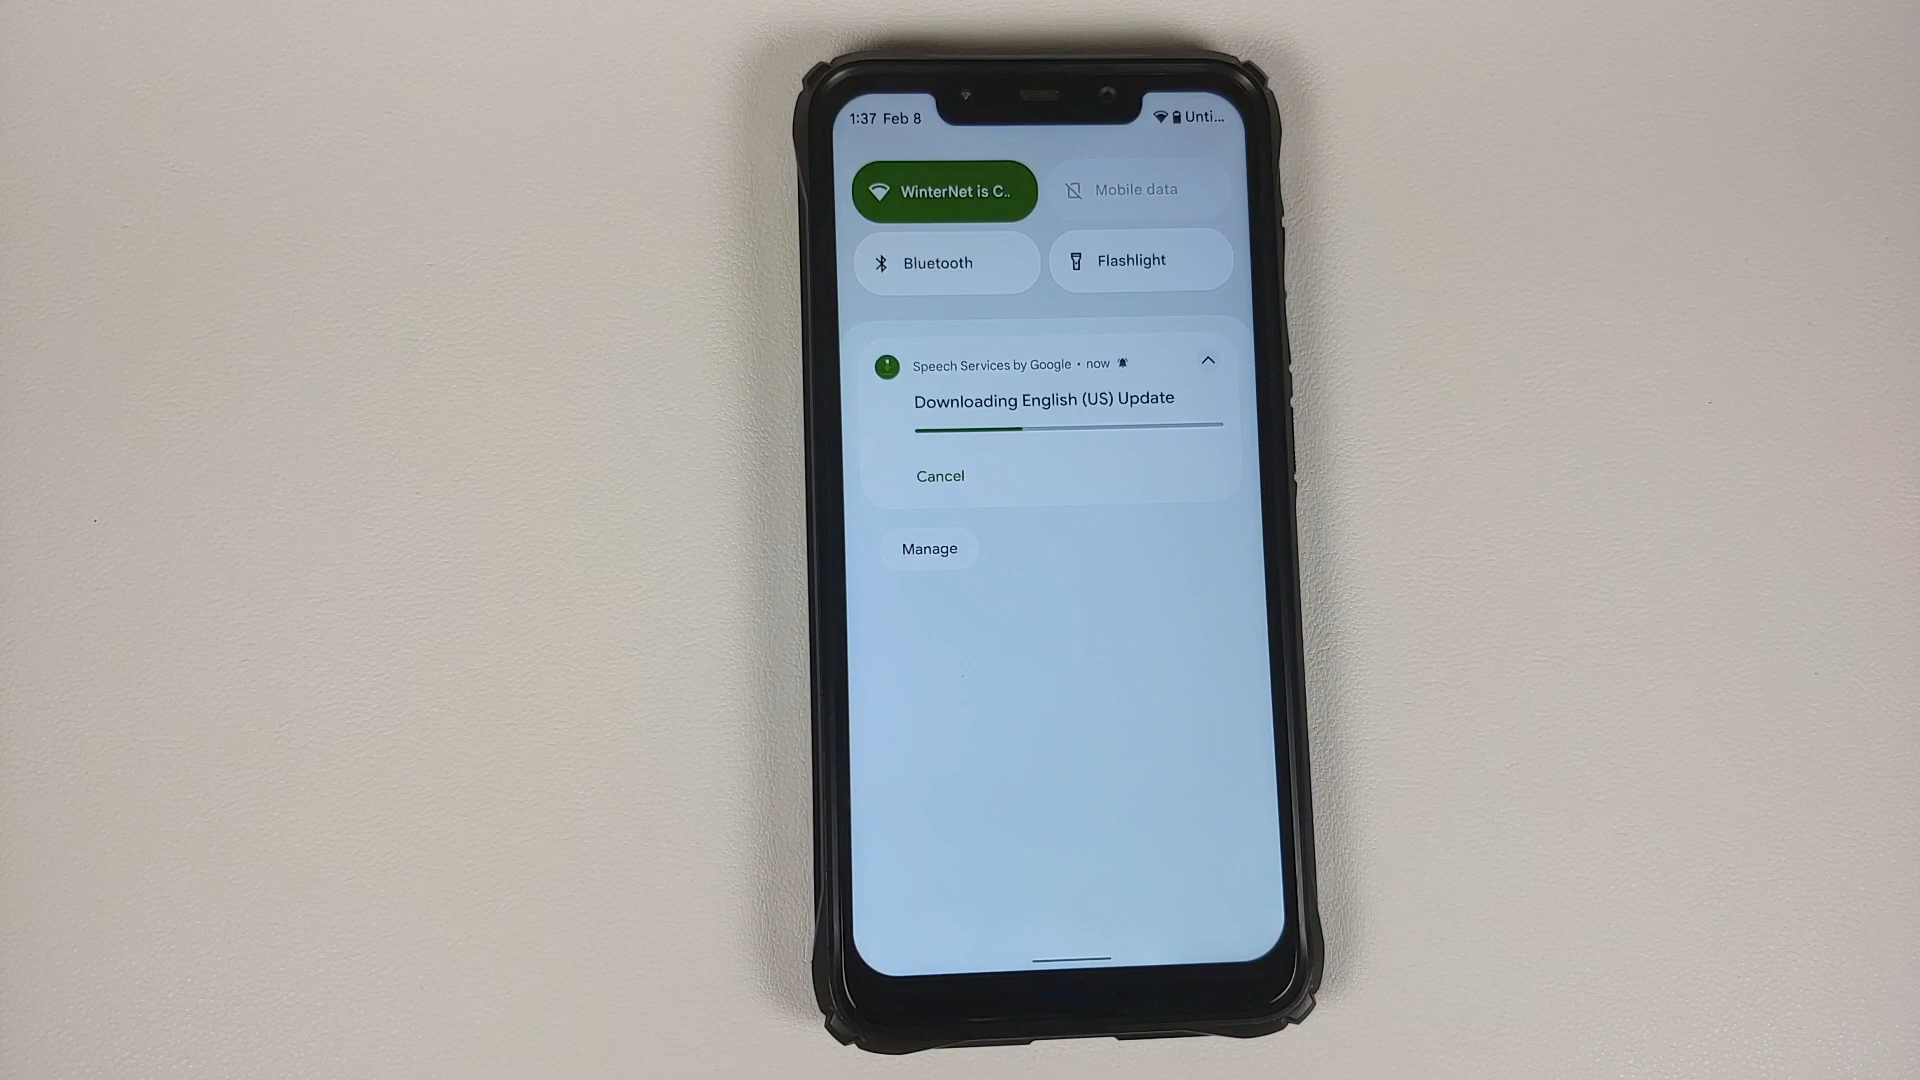 1:37 Feb 8
Unti...
WinterNet is C..
Mobile data
Bluetooth
Flashlight
Speech Services by Google • now
Downloading English (US) Update
Cancel
Manage